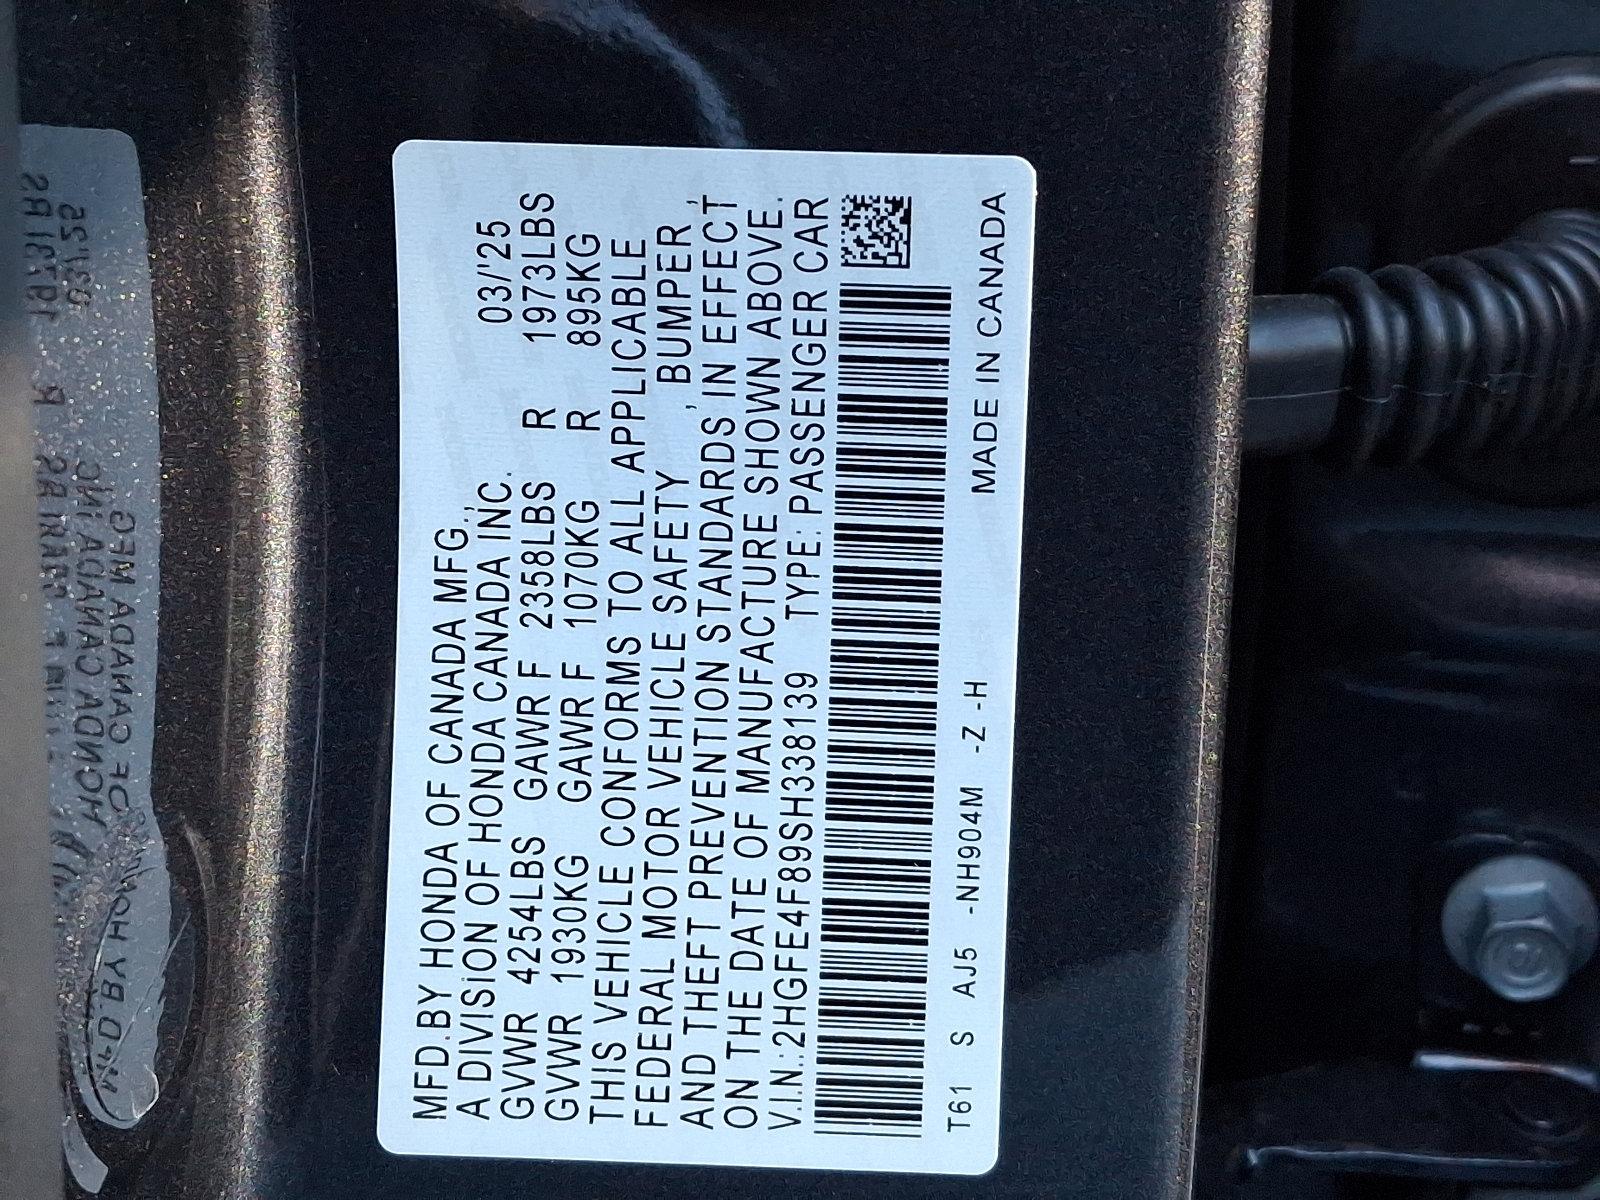 MFD.BY HONDA OF CANADA MFG.,
A DIVISION OF HONDA CANADA INC. 03/'25
GVWR 4254LBS GAWR F 2358LBS R 1973LBS
GVWR 1930KG GAWR F 1070KG R 895KG
THIS VEHICLE CONFORMS TO ALL APPLICABLE
FEDERAL MOTOR VEHICLE SAFETY, BUMPER,
AND THEFT PREVENTION STANDARDS IN EFFECT
ON THE DATE OF MANUFACTURE SHOWN ABOVE.
V.I.N.:2HGFE4F89SH338139 TYPE: PASSENGER CAR
T61 S AJ5 -NH904M -Z -H MADE IN CANADA